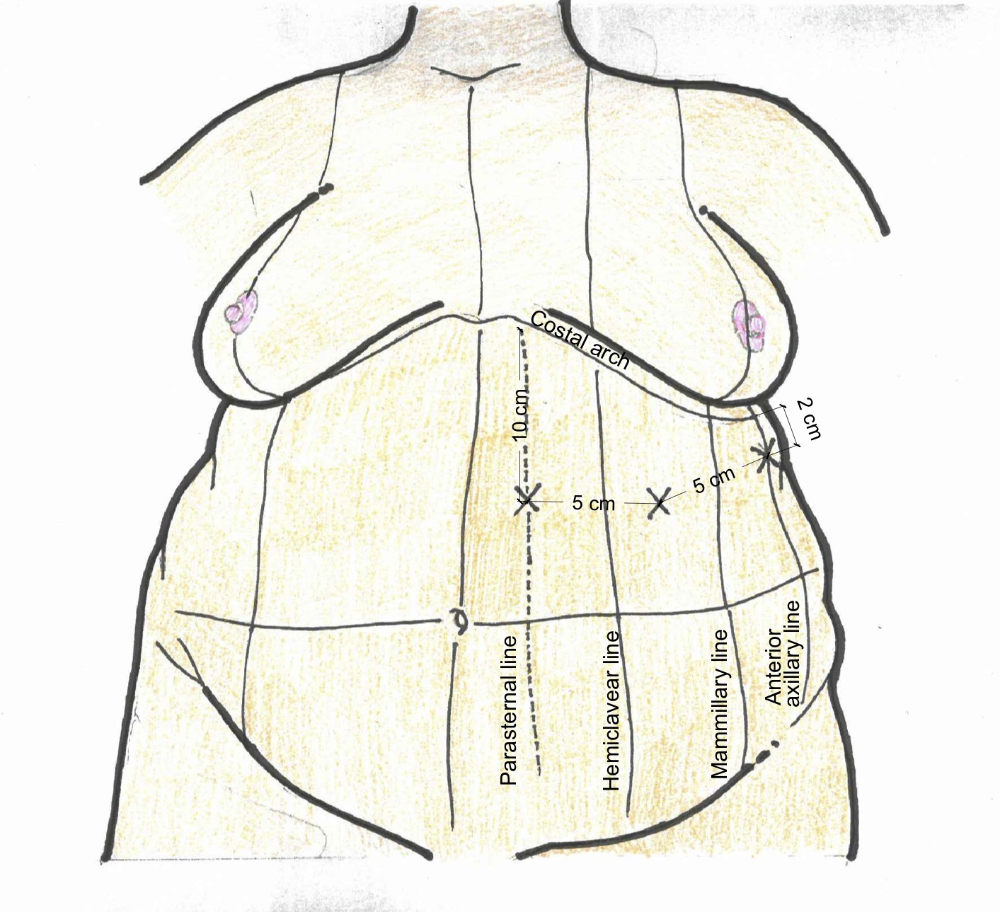 Costal arch
10 cm
2 cm
5 cm
5 cm
Parasternal line
Hemiclavear line
Mammillary line
Anterior
axillary line